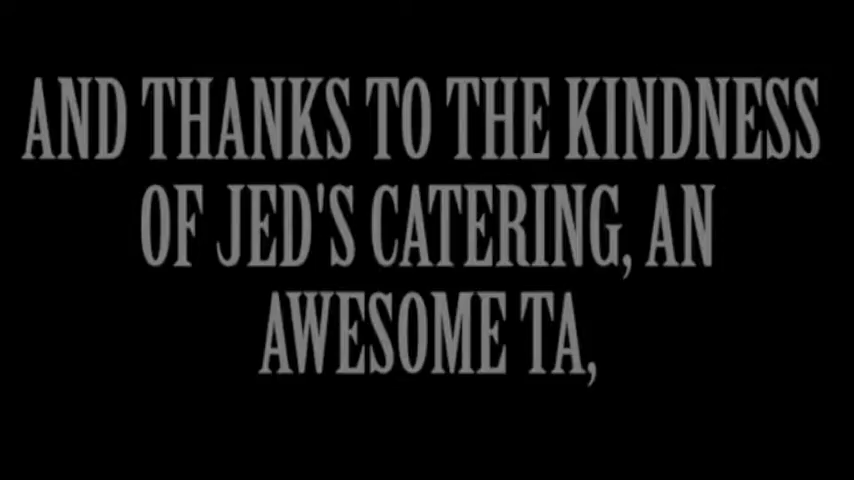 AND THANKS TO THE KINDNESS
OF JED'S CATERING, AN
AWESOME TA,